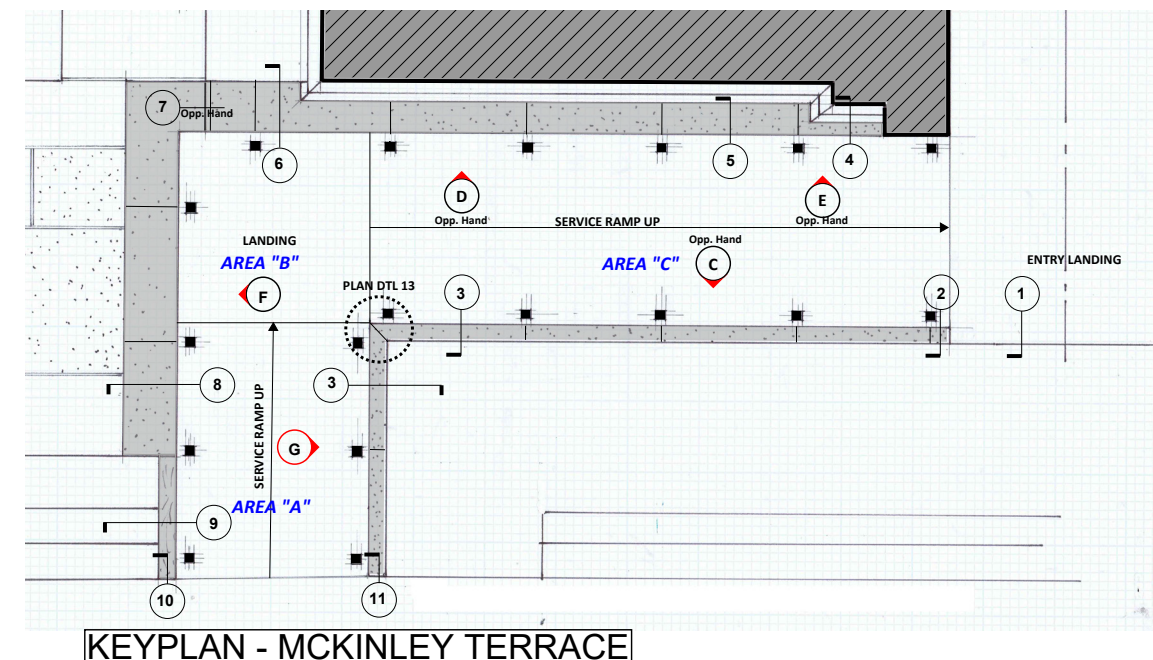 7
Opp. Hand
6
5
4
D
Opp. Hand
E
Opp. Hand
SERVICE RAMP UP
LANDING
AREA "B"
Opp. Hand
C
AREA "C"
ENTRY LANDING
F
PLAN DTL 13
3
2
1
8
3
SERVICE RAMP UP
G
AREA "A"
9
10
11
KEYPLAN - MCKINLEY TERRACE